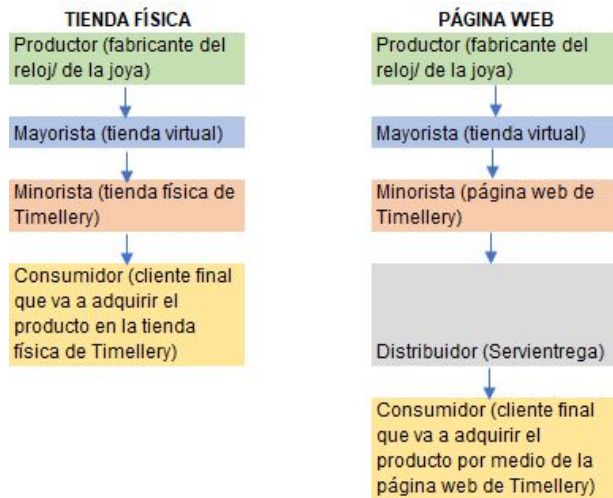 TIENDA FÍSICA
Productor (fabricante del
reloj/ de la joya)
Mayorista (tienda virtual)
Minorista (tienda física de
Timellery)
Consumidor (cliente final
que va a adquirir el
producto en la tienda
física de Timellery)
PÁGINA WEB
Productor (fabricante del
reloj/ de la joya)
Mayorista (tienda virtual)
Minorista (página web de
Timellery)
Distribuidor (Servientrega)
Consumidor (cliente final
que va a adquirir el
producto por medio de la
página web de Timellery)